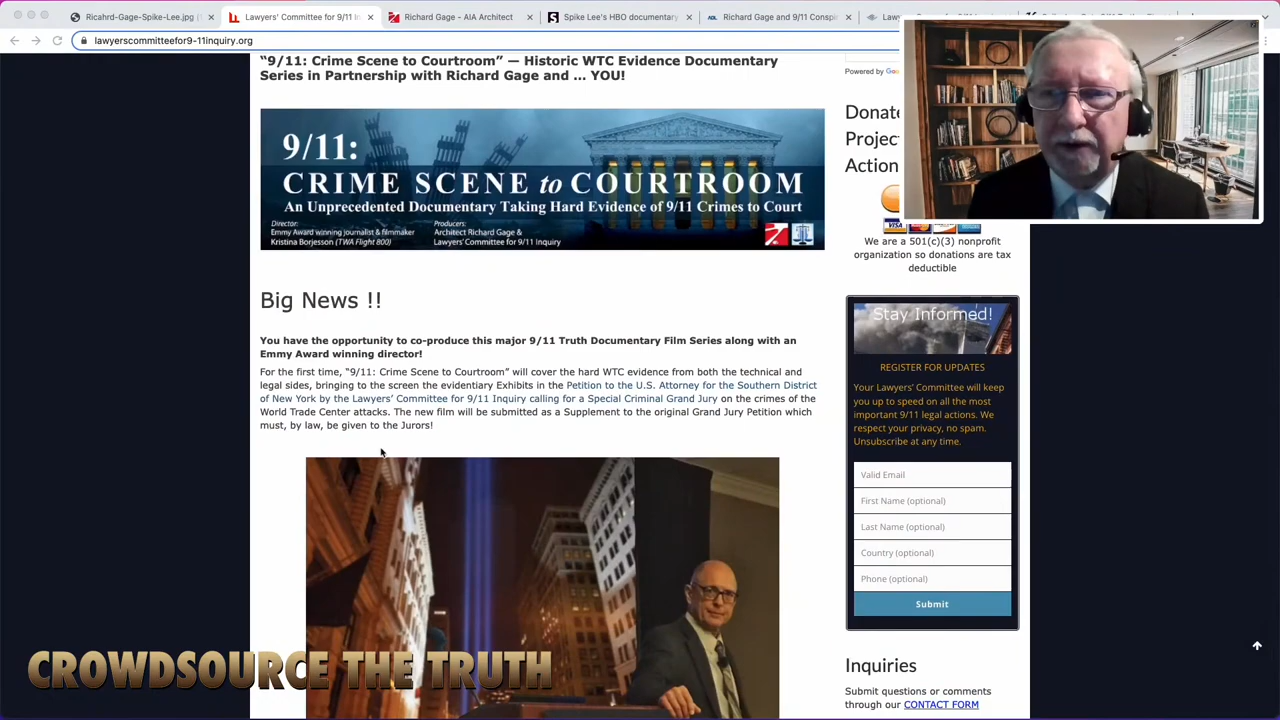 Ricahrd-Gage-Spike-Lee.jpg (
Lawyers' Committee for 9/11 In
Richard Gage – AIA Architect
Spike Lee's HBO documentary
Richard Gage and 9/11 Conspi
lawyerscommitteefor9-11inquiry.org
"9/11: Crime Scene to Courtroom" — Historic WTC Evidence Documentary
Series in Partnership with Richard Gage and ... YOU!
9/11:
CRIME SCENE to COURTROOM
An Unprecedented Documentary Taking Hard Evidence of 9/11 Crimes to Court
Director:
Emmy Award winning journalist & filmmaker
Kristina Borjesson (TWA Flight 800)
Producers:
Architect Richard Gage &
Lawyers' Committee for 9/11 Inquiry
Big News !!
You have the opportunity to co-produce this major 9/11 Truth Documentary Film Series along with an
Emmy Award winning director!
For the first time, "9/11: Crime Scene to Courtroom" will cover the hard WTC evidence from both the technical and
legal sides, bringing to the screen the evidentiary Exhibits in the Petition to the U.S. Attorney for the Southern District
of New York by the Lawyers' Committee for 9/11 Inquiry calling for a Special Criminal Grand Jury on the crimes of the
World Trade Center attacks. The new film will be submitted as a Supplement to the original Grand Jury Petition which
must, by law, be given to the Jurors!
Powered by Goo
Donate
Projec
Action
VISA
We are a 501(c)(3) nonprofit
organization so donations are tax
deductible
Stay Informed!
REGISTER FOR UPDATES
Your Lawyers' Committee will keep
you up to speed on all the most
important 9/11 legal actions. We
respect your privacy, no spam.
Unsubscribe at any time.
Valid Email
First Name (optional)
Last Name (optional)
Country (optional)
Phone (optional)
Submit
Inquiries
Submit questions or comments
through our CONTACT FORM
CROWDSOURCE THE TRUTH